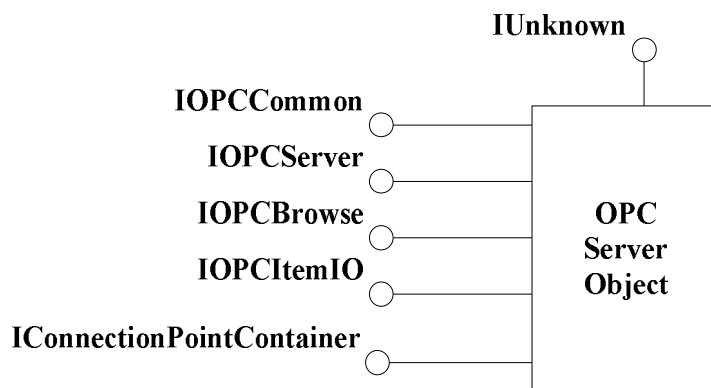 IUnknown
IOPCCommon
IOPCServer
IOPCBrowse
IOPCItemIO
IConnectionPointContainer
OPC
Server
Object